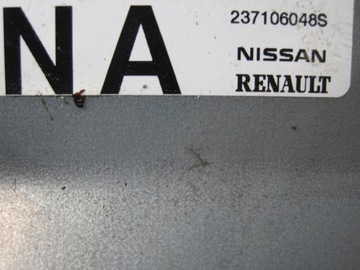 NA
237106048S
NISSAN
RENAULT